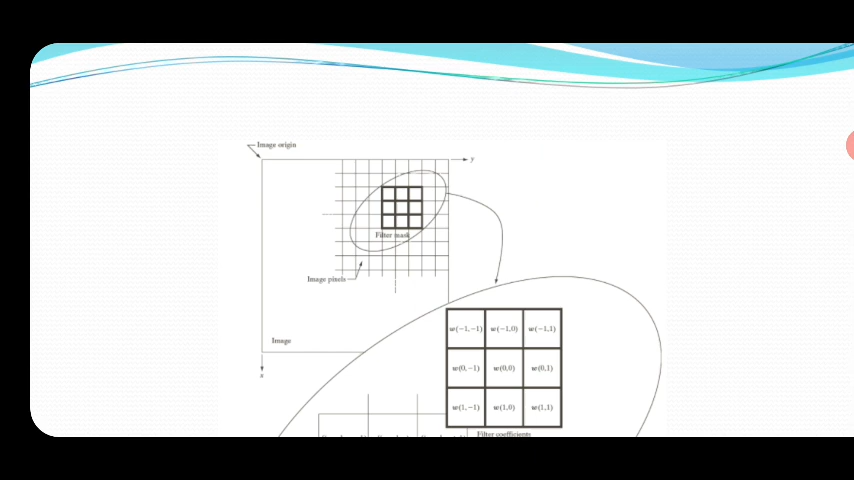 Image origin
y
Filter mask
Image pixels
Image
x
w(−1,−1) w(−1,0) w(−1,1)
w(0,−1) w(0,0) w(0,1)
w(1,−1) w(1,0) w(1,1)
Filter coefficients